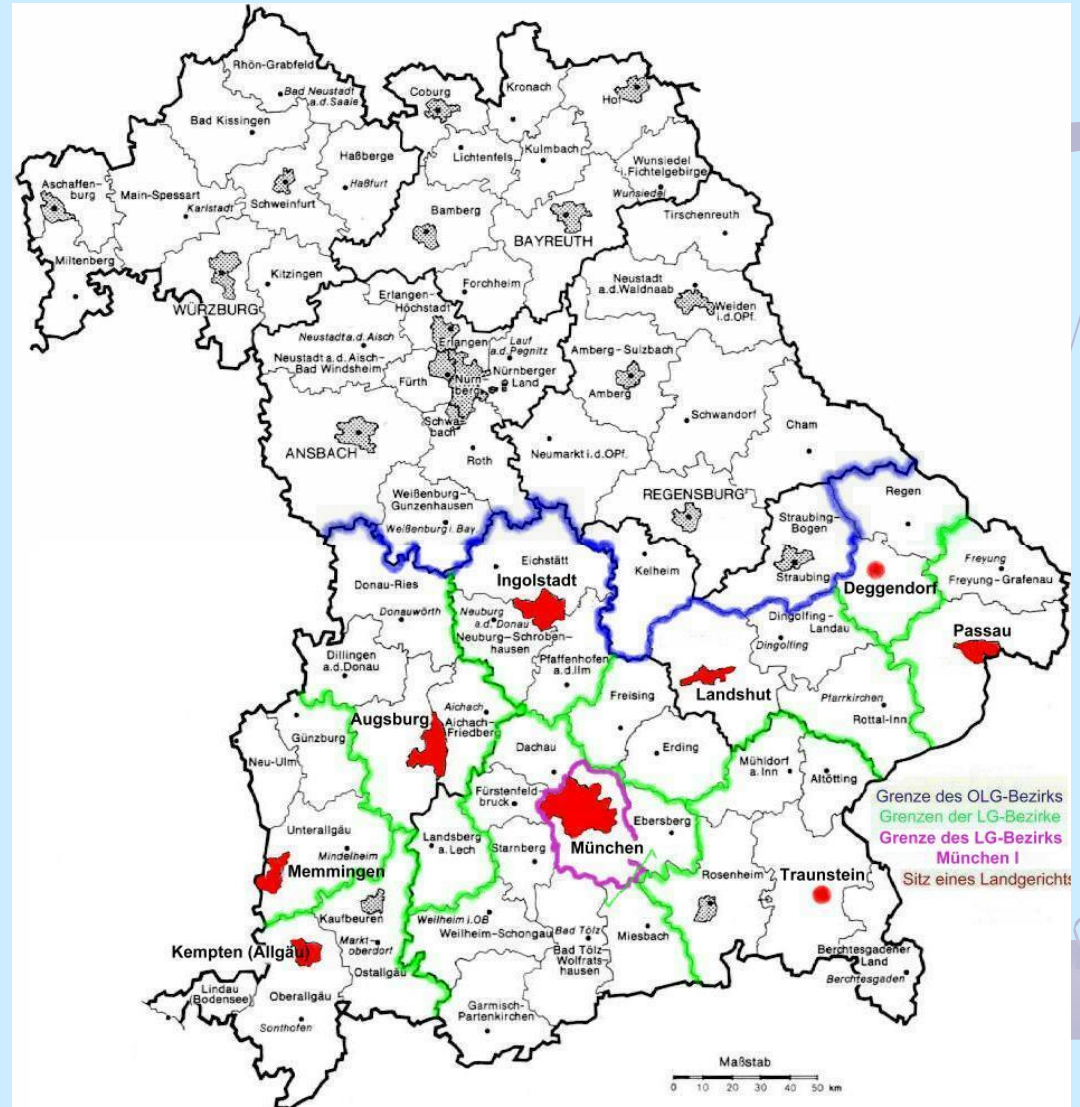 Rhön-Grabfeld
Bad Neustadt
a.d.Saale
Bad Kissingen
Coburg
Kronach
Hof
Haßberge
Haßfurt
Lichtenfels
Kulmbach
Wunsiedel
i.Fichtelgebirge
Wunsiedel
Aschaffen-
burg
Main-Spessart
Karlstadt
Schweinfurt
Bamberg
BAYREUTH
Tirschenreuth
Miltenberg
WÜRZBURG
Kitzingen
Forchheim
Neustadt
a.d.Waldnaab
Weiden
i.d.OPf.
Erlangen-
Höchstadt
Erlangen
Neustadt a.d. Aisch
Neustadt a.d. Aisch-
Bad Windsheim
Fürth
Nürn-
berg
Lauf
a.d.Pegnitz
Nürnberger
Land
Amberg-Sulzbach
Amberg
Schwandorf
Cham
Schwa-
bach
ANSBACH
Roth
Neumarkt i.d.OPf.
Weißenburg-
Gunzenhausen
Weißenburg i. Bay
REGENSBURG
Straubing-
Bogen
Straubing
Regen
Kelheim
Eichstätt
Ingolstadt
Donau-Ries
Donauwörth
Neuburg
a.d. Donau
Neuburg-Schroben-
hausen
Deggendorf
Freyung
Freyung-Grafenau
Dingolfing-
Landau
Dingolfing
Passau
Dillingen
a.d.Donau
Pfaffenhofen
a.d.Ilm
Freising
Landshut
Pfarrkirchen
Rottal-Inn
Augsburg
Aichach
Aichach-
Friedberg
Günzburg
Neu-Ulm
Dachau
Erding
Mühldorf
a. Inn
Altötting
Fürstenfeld-
bruck
Ebersberg
München
Grenze des OLG-Bezirks
Grenzen der LG-Bezirke
Grenze des LG-Bezirks
München I
Sitz eines Landgerichts
Unterallgäu
Mindelheim
Memmingen
Landsberg
a. Lech
Starnberg
Rosenheim
Traunstein
Kaufbeuren
Weilheim i.OB
Weilheim-Schongau
Bad Tölz
Bad Tölz
Wolfrats-
hausen
Miesbach
Kempten (Allgäu)
Markt-
oberdorf
Ostallgäu
Berchtesgadener
Land
Berchtesgaden
Lindau
(Bodensee)
Oberallgäu
Sonthofen
Garmisch-
Partenkirchen
Maßstab
0 10 20 30 40 50 km